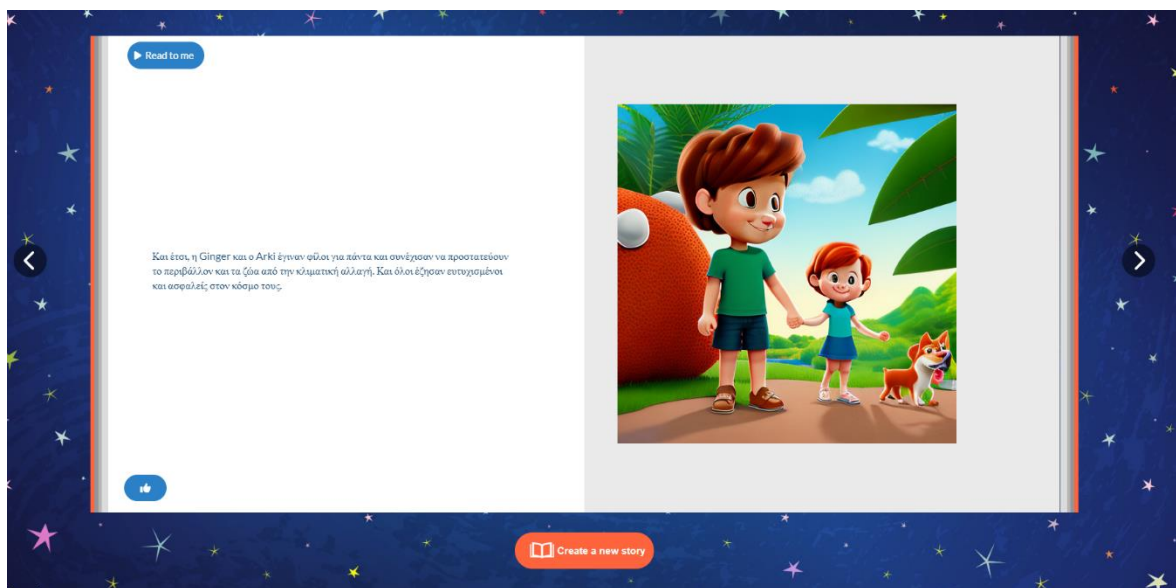 Read to me
Και έτσι, η Ginger και ο Arki έγιναν φίλοι για πάντα και συνέχισαν να προστατεύουν
το περιβάλλον και τα ζώα από την κλιματική αλλαγή. Και όλοι έζησαν ευτυχισμένοι
και ασφαλείς στον κόσμο τους.
Create a new story